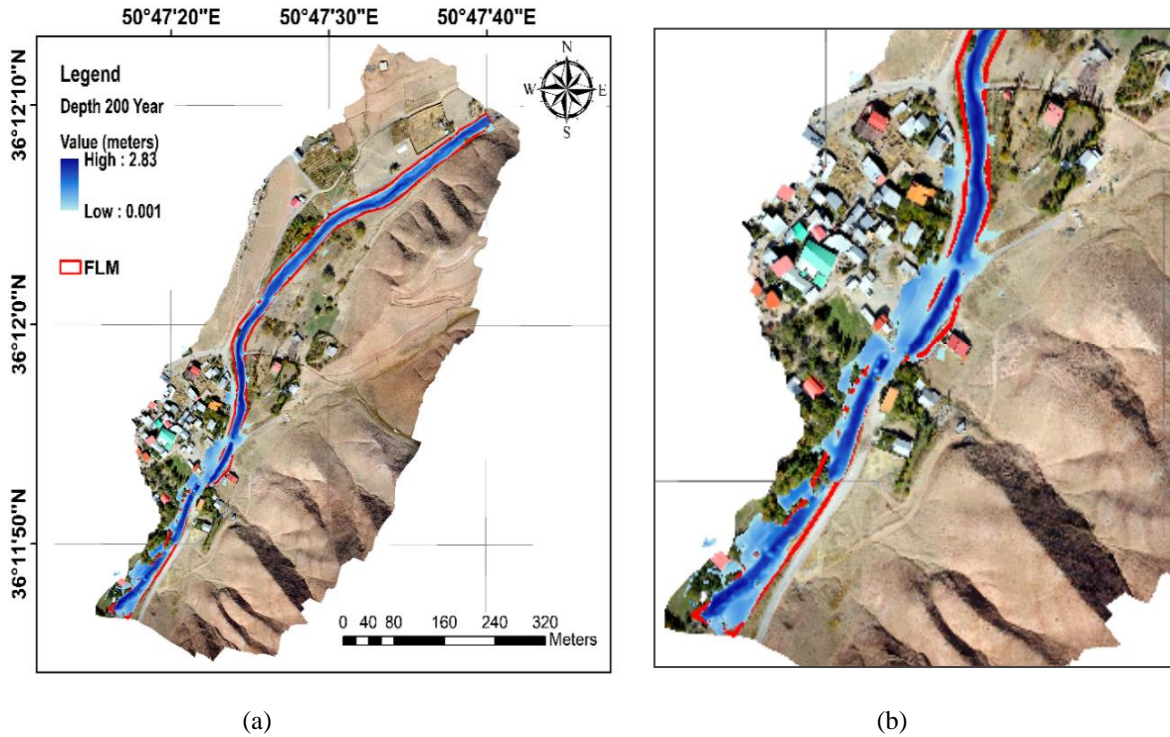 50°47'20"E 50°47'30"E 50°47'40"E
36°12'10"N
36°12'0"N
36°11'50"N
Legend
Depth 200 Year
Value (meters)
High : 2.83
Low : 0.001
FLM
N
W E
S
0 40 80 160 240 320
Meters
(a) (b)